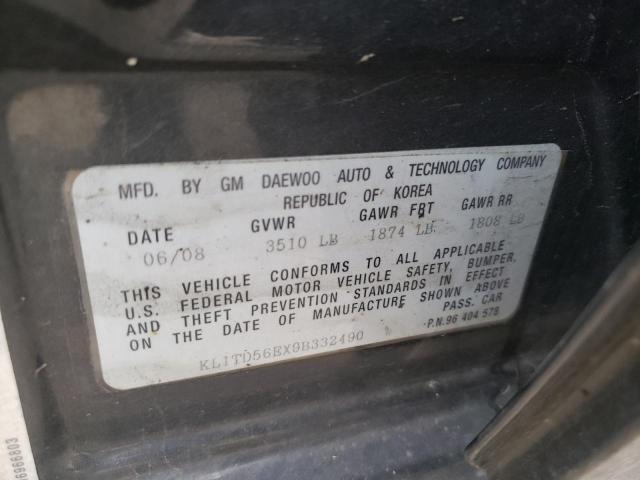 MFD. BY GM DAEWOO AUTO & TECHNOLOGY COMPANY
REPUBLIC OF KOREA
DATE GVWR GAWR FRT GAWR RR
06/08 3510 LB 1874 LB 1808 LB
THIS VEHICLE CONFORMS TO ALL APPLICABLE
U.S. FEDERAL MOTOR VEHICLE SAFETY, BUMPER,
AND THEFT PREVENTION STANDARDS IN EFFECT
ON THE DATE OF MANUFACTURE SHOWN ABOVE
PASS. CAR
KL1TD56EX9B332490
P.N.96 404 578
6966803